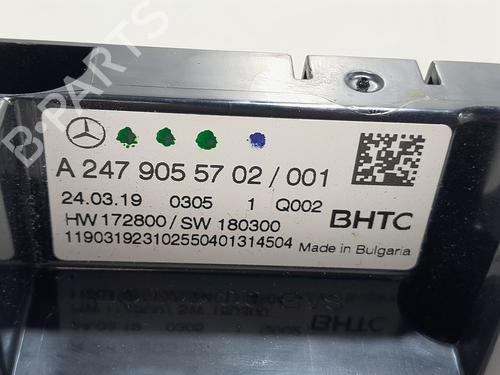 B-PARTS
A 247 905 57 02 / 001
24.03.19 0305 1 Q002
HW 172800 / SW 180300
BHTC
119031923102550401314504
Made in Bulgaria